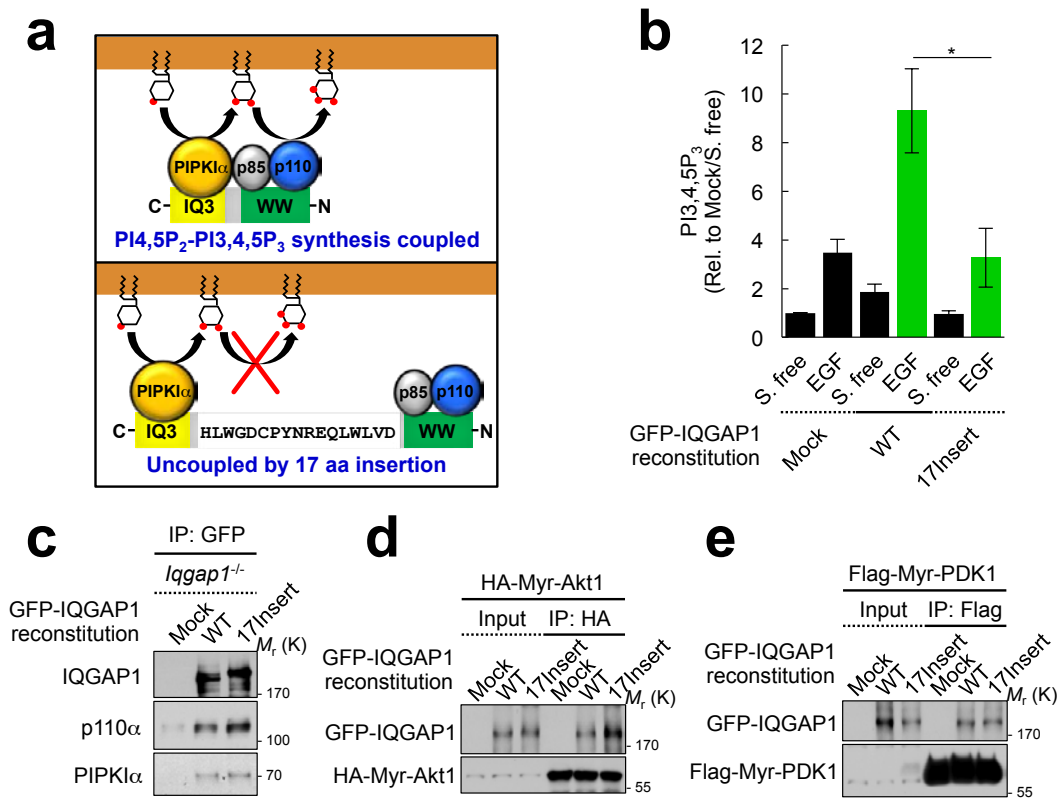 a
PIPKIα p85 p110
C- IQ3 WW -N
PI4,5P2-PI3,4,5P3 synthesis coupled
PIPKIα p85 p110
C- IQ3 HLWGDCPYNREQLWLVD WW -N
Uncoupled by 17 aa insertion
b
PI3,4,5P3
(Rel. to Mock/S. free)
12
10
8
6
4
2
0
*
S. free EGF S. free EGF S. free EGF
GFP-IQGAP1
reconstitution
Mock WT 17Insert
c
IP: GFP
Iqgap1-/-
GFP-IQGAP1
reconstitution
Mock WT 17Insert
Mr (K)
IQGAP1
- 170
p110α
- 100
PIPKIα
- 70
d
HA-Myr-Akt1
Input IP: HA
GFP-IQGAP1
reconstitution
Mock WT 17Insert Mock WT 17Insert
Mr (K)
GFP-IQGAP1
- 170
HA-Myr-Akt1
- 55
e
Flag-Myr-PDK1
Input IP: Flag
GFP-IQGAP1
reconstitution
Mock WT 17Insert Mock WT 17Insert
Mr (K)
GFP-IQGAP1
- 170
Flag-Myr-PDK1
- 55